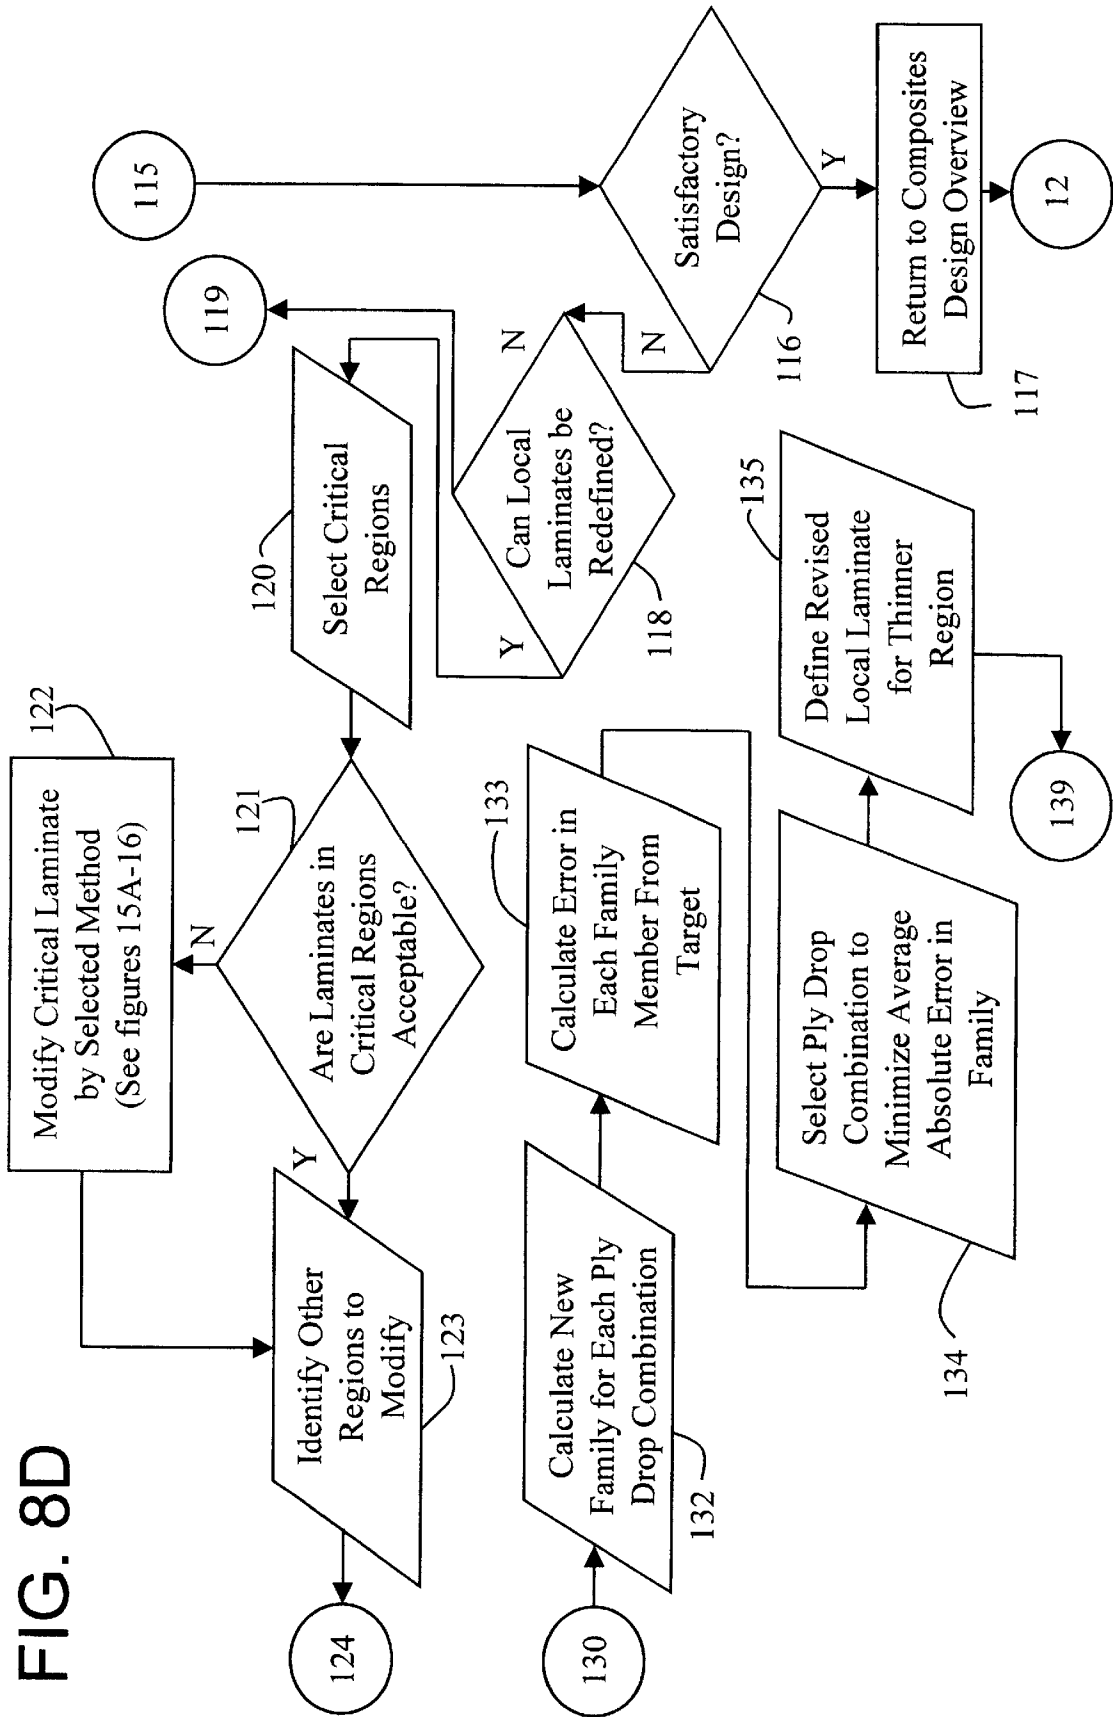 FIG. 8D
115
119
Satisfactory
Design?
116
Y
N
Return to Composites
Design Overview
117
12
Can Local
Laminates be
Redefined?
118
N
Y
Select Critical
Regions
120
Are Laminates in
Critical Regions
Acceptable?
121
N
Y
Modify Critical Laminate
by Selected Method
(See figures 15A-16)
122
Identify Other
Regions to
Modify
123
124
130
Calculate New
Family for Each Ply
Drop Combination
132
Calculate Error in
Each Family
Member From
Target
133
Select Ply Drop
Combination to
Minimize Average
Absolute Error in
Family
134
Define Revised
Local Laminate
for Thinner
Region
135
139